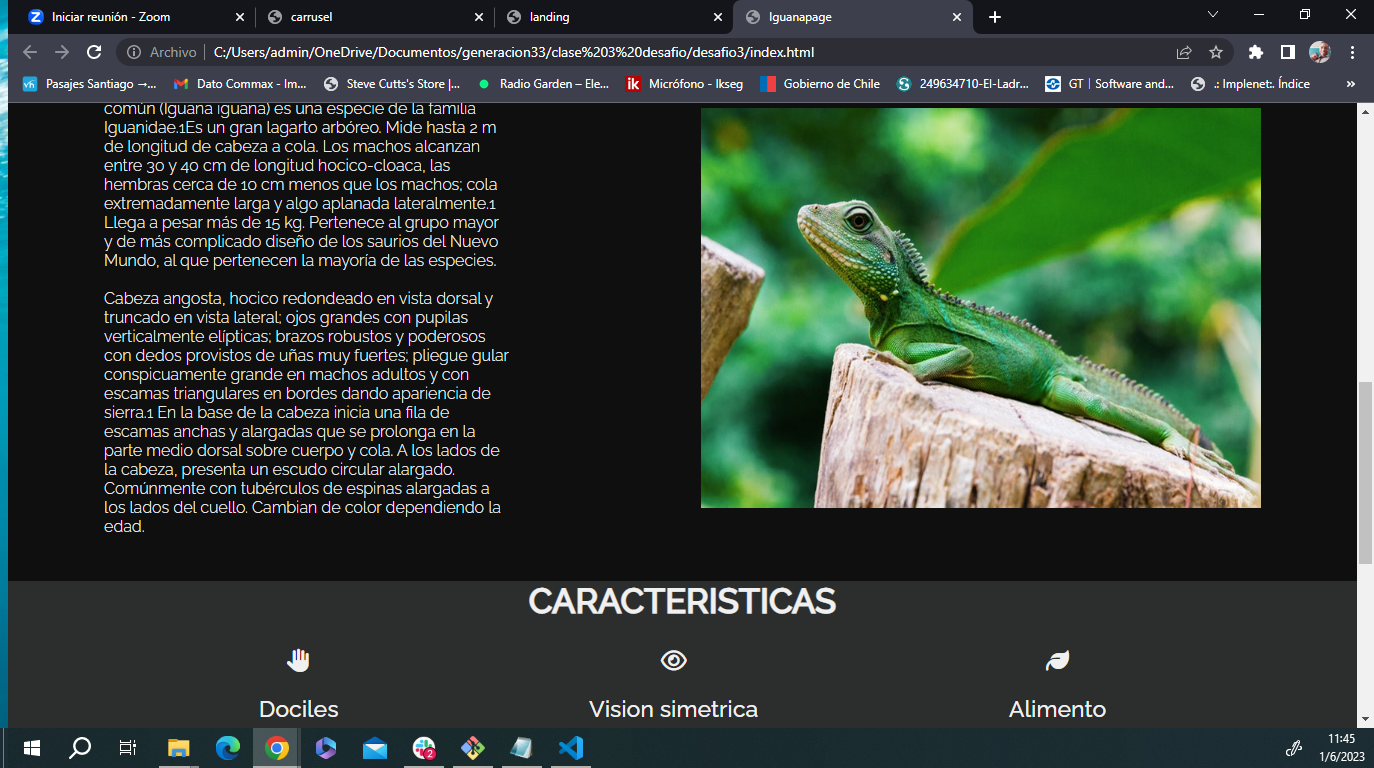 Iniciar reunión - Zoom
carrusel
landing
Iguanapage
Archivo
C:/Users/admin/OneDrive/Documentos/generacion33/clase%203%20desafio/desafio3/index.html
Pasajes Santiago →...
Dato Commax - Im...
Steve Cutts's Store |...
Radio Garden – Ele...
Micrófono - Ikseg
Gobierno de Chile
249634710-El-Ladr...
GT | Software and...
.: Implenet:. Índice
»
común (Iguana iguana) es una especie de la familia
Iguanidae.1Es un gran lagarto arbóreo. Mide hasta 2 m
de longitud de cabeza a cola. Los machos alcanzan
entre 30 y 40 cm de longitud hocico-cloaca, las
hembras cerca de 10 cm menos que los machos; cola
extremadamente larga y algo aplanada lateralmente.1
Llega a pesar más de 15 kg. Pertenece al grupo mayor
y de más complicado diseño de los saurios del Nuevo
Mundo, al que pertenecen la mayoría de las especies.
Cabeza angosta, hocico redondeado en vista dorsal y
truncado en vista lateral; ojos grandes con pupilas
verticalmente elípticas; brazos robustos y poderosos
con dedos provistos de uñas muy fuertes; pliegue gular
conspicuamente grande en machos adultos y con
escamas triangulares en bordes dando apariencia de
sierra.1 En la base de la cabeza inicia una fila de
escamas anchas y alargadas que se prolonga en la
parte medio dorsal sobre cuerpo y cola. A los lados de
la cabeza, presenta un escudo circular alargado.
Comúnmente con tubérculos de espinas alargadas a
los lados del cuello. Cambian de color dependiendo la
edad.
CARACTERISTICAS
Dociles
Vision simetrica
Alimento
2
11:45
1/6/2023